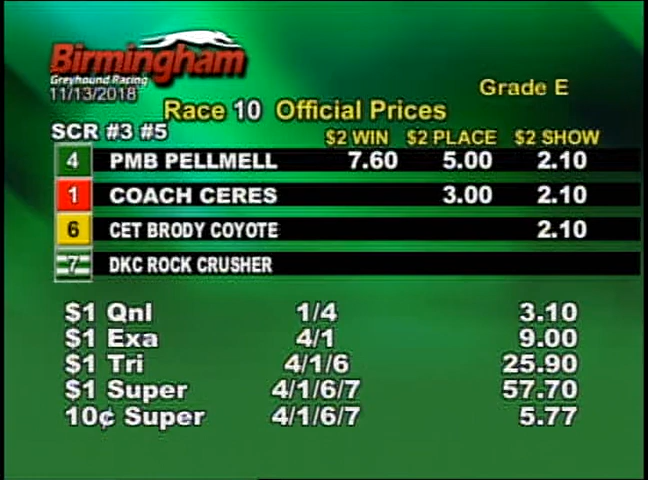 Birmingham
Greyhound Racing
11/13/2018
Grade E
Race 10 Official Prices
SCR #3 #5
$2 WIN $2 PLACE $2 SHOW
4 PMB PELLMELL 7.60 5.00 2.10
1 COACH CERES 3.00 2.10
6 CET BRODY COYOTE 2.10
7 DKC ROCK CRUSHER
$1 Qnl 1/4 3.10
$1 Exa 4/1 9.00
$1 Tri 4/1/6 25.90
$1 Super 4/1/6/7 57.70
10¢ Super 4/1/6/7 5.77